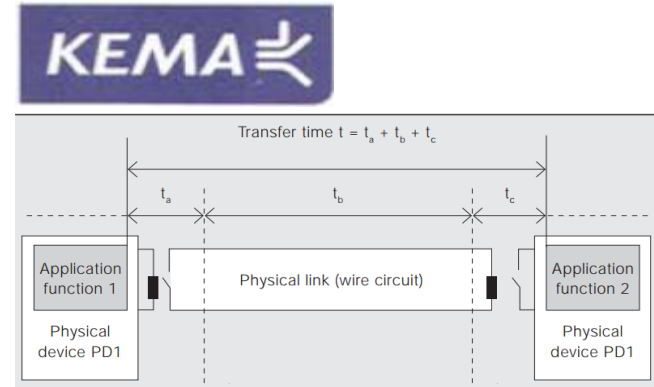 KEMA
Transfer time t = ta + tb + tc
ta
tb
tc
Application
function 1
Physical link (wire circuit)
Application
function 2
Physical
device PD1
Physical
device PD1